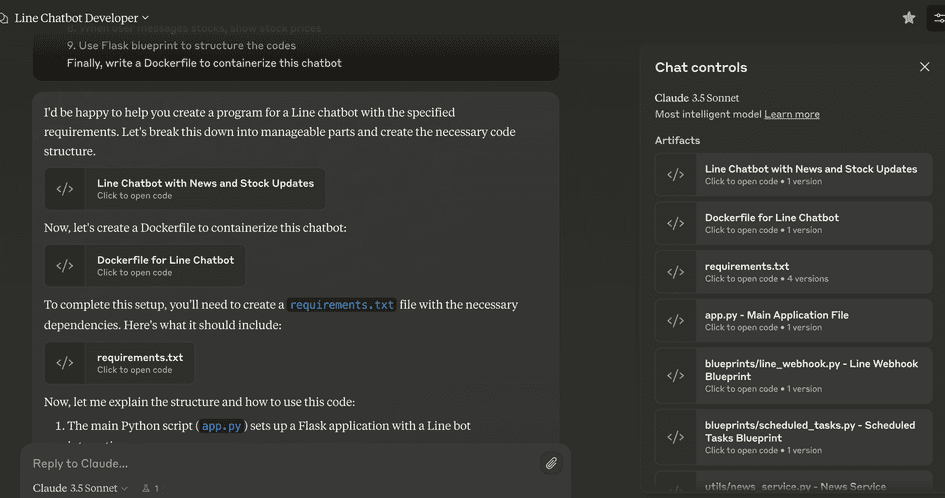 Line Chatbot Developer
8. When user messages stocks, show stock prices
9. Use Flask blueprint to structure the codes
Finally, write a Dockerfile to containerize this chatbot
I'd be happy to help you create a program for a Line chatbot with the specified
requirements. Let's break this down into manageable parts and create the necessary code
structure.
Line Chatbot with News and Stock Updates
Click to open code
Now, let's create a Dockerfile to containerize this chatbot:
Dockerfile for Line Chatbot
Click to open code
To complete this setup, you'll need to create a requirements.txt file with the necessary
dependencies. Here's what it should include:
requirements.txt
Click to open code
Now, let me explain the structure and how to use this code:
1. The main Python script (app.py) sets up a Flask application with a Line bot
Reply to Claude...
Claude 3.5 Sonnet
1
Chat controls
Claude 3.5 Sonnet
Most intelligent model Learn more
Artifacts
Line Chatbot with News and Stock Updates
Click to open code • 1 version
Dockerfile for Line Chatbot
Click to open code • 1 version
requirements.txt
Click to open code • 4 versions
app.py - Main Application File
Click to open code • 1 version
blueprints/line_webhook.py - Line Webhook
Blueprint
Click to open code • 1 version
blueprints/scheduled_tasks.py - Scheduled
Tasks Blueprint
Click to open code • 1 version
utils/news_service.py - News Service